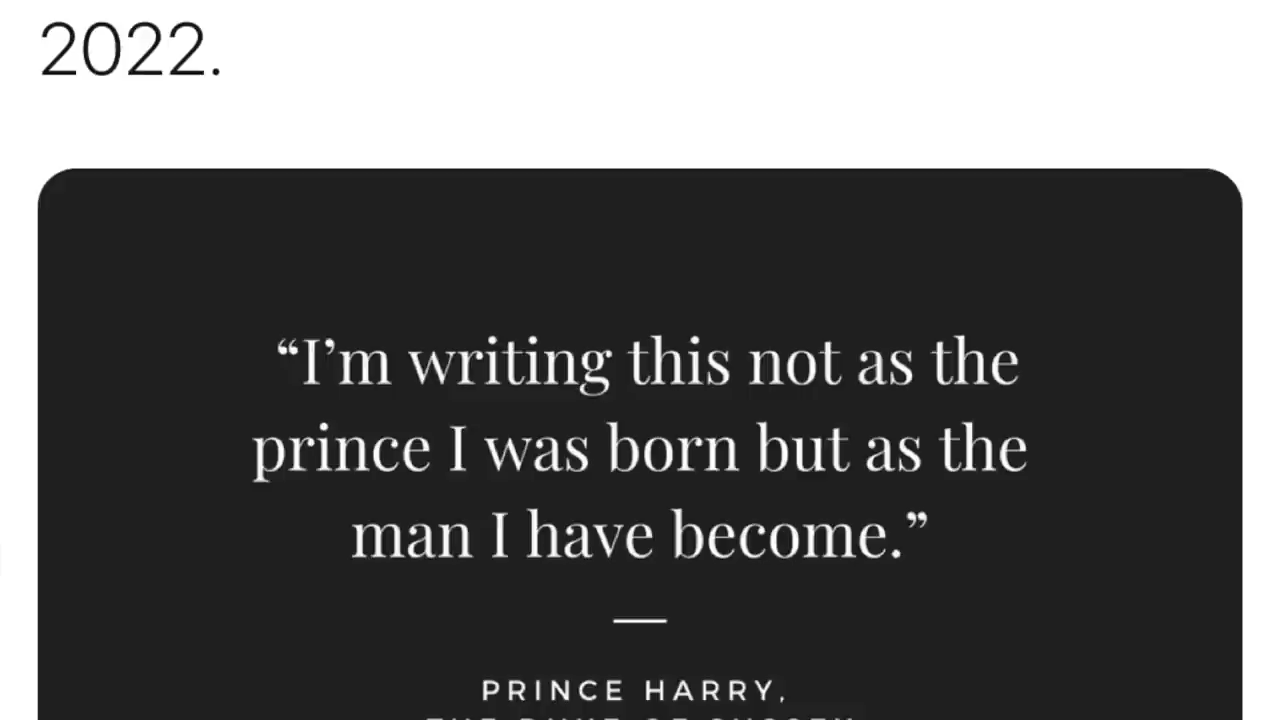 2022.
“I’m writing this not as the
prince I was born but as the
man I have become.”
PRINCE HARRY,